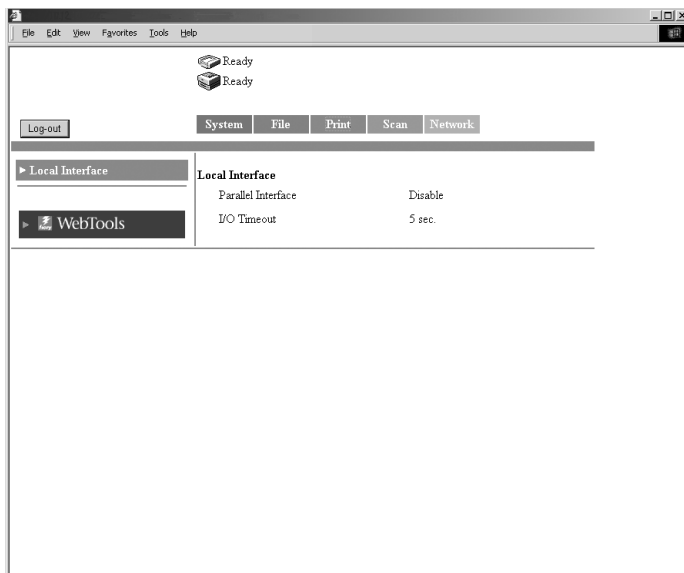 File Edit View Favorites Tools Help
Ready
Ready
Log-out
System File Print Scan Network
Local Interface
Local Interface
Parallel Interface Disable
I/O Timeout 5 sec.
WebTools